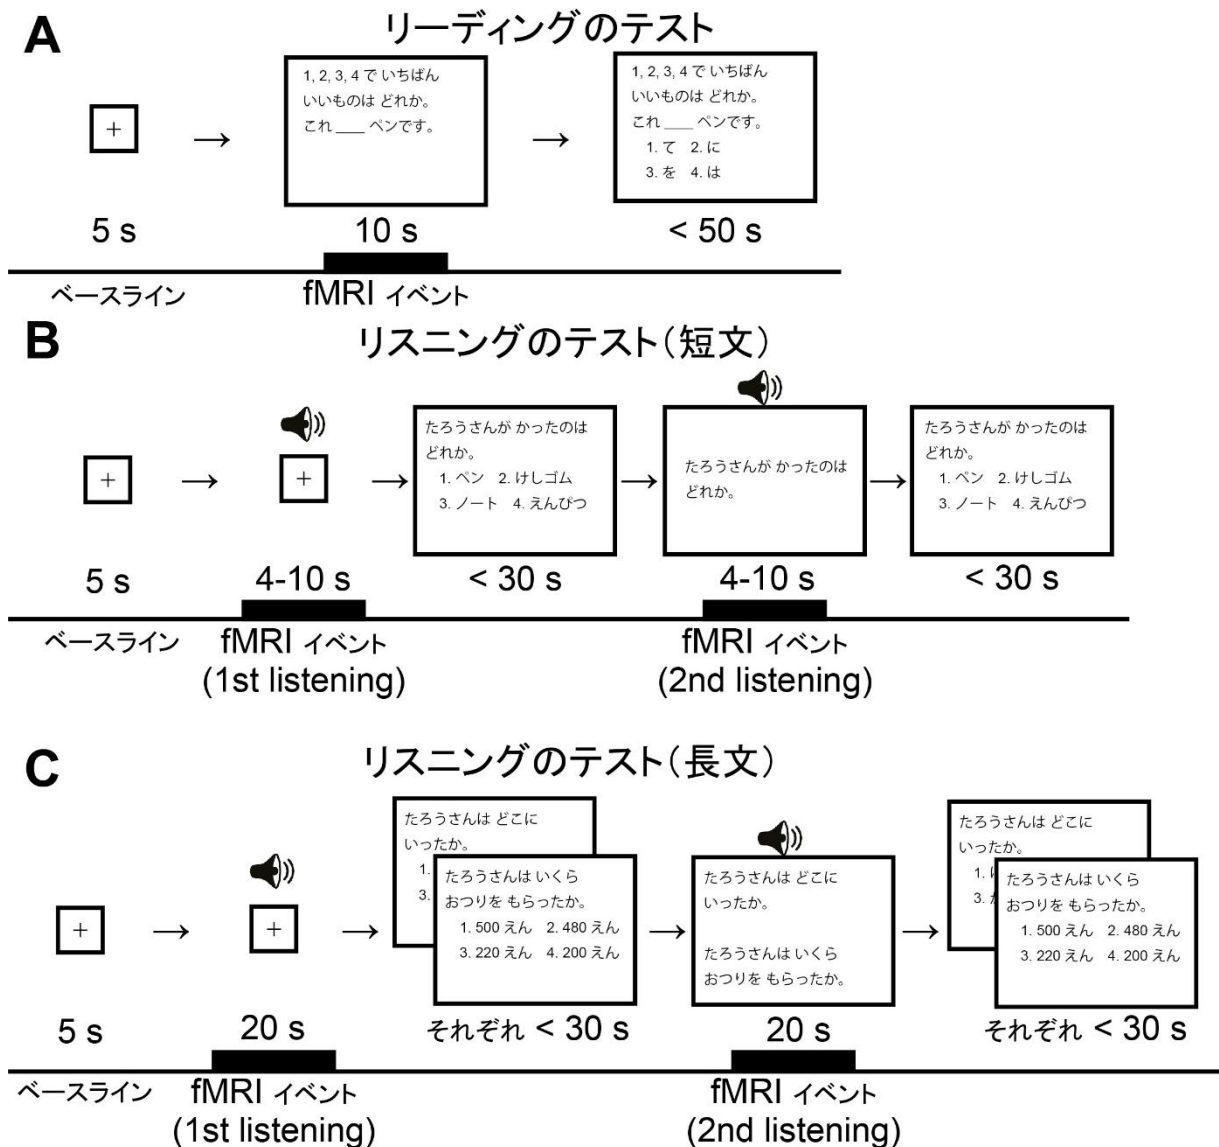 A
リーディングのテスト
+
→
1, 2, 3, 4 で いちばん
いいものは どれか。
これ ___ ペンです。
→
1, 2, 3, 4 で いちばん
いいものは どれか。
これ ___ ペンです。
1. て 2. に
3. を 4. は
5 s
10 s
< 50 s
ベースライン
fMRI イベント
B
リスニングのテスト(短文)
+
→
+
→
たろうさんが かったのは
どれか。
1. ペン 2. けしゴム
3. ノート 4. えんぴつ
→
たろうさんが かったのは
どれか。
→
たろうさんが かったのは
どれか。
1. ペン 2. けしゴム
3. ノート 4. えんぴつ
5 s
4-10 s
< 30 s
4-10 s
< 30 s
ベースライン
fMRI イベント
(1st listening)
fMRI イベント
(2nd listening)
C
リスニングのテスト(長文)
+
→
+
→
たろうさんは どこに
いったか。
1.
3.
たろうさんは いくら
おつりを もらったか。
1. 500 えん 2. 480 えん
3. 220 えん 4. 200 えん
→
たろうさんは どこに
いったか。
たろうさんは いくら
おつりを もらったか。
→
たろうさんは どこに
いったか。
1.
3.
たろうさんは いくら
おつりを もらったか。
1. 500 えん 2. 480 えん
3. 220 えん 4. 200 えん
5 s
20 s
それぞれ < 30 s
20 s
それぞれ < 30 s
ベースライン
fMRI イベント
(1st listening)
fMRI イベント
(2nd listening)